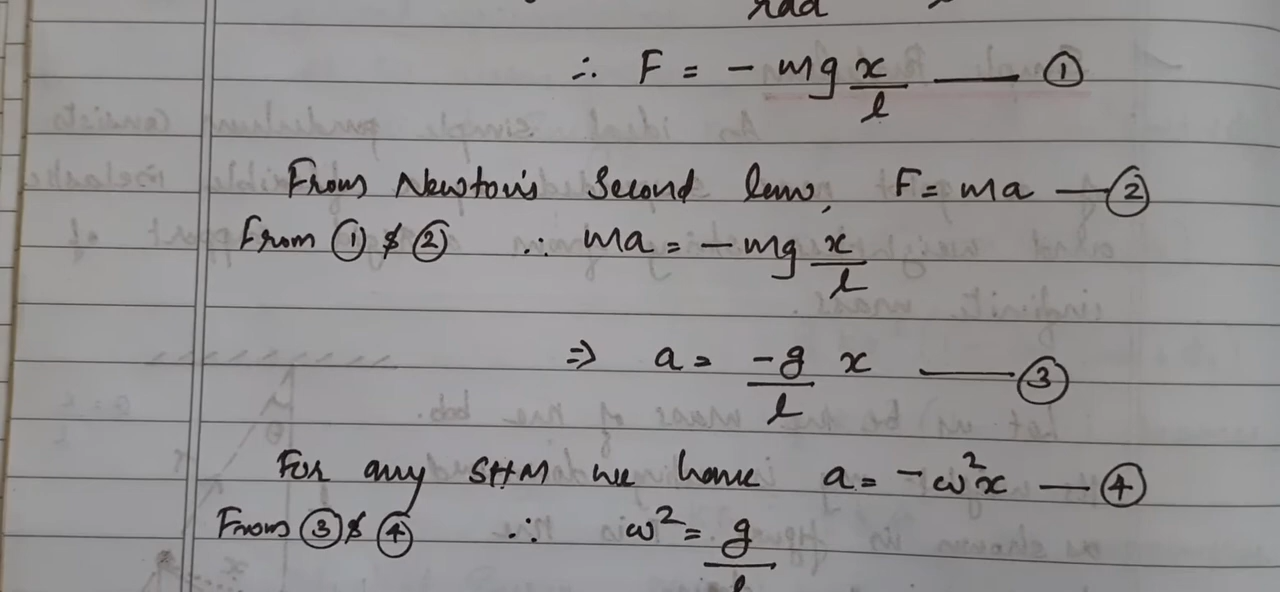 rad
∴ F = - mg x/l —— ①
From Newton's Second law, F = ma — ②
From ① & ② ∴ ma = - mg x/l
⇒ a = -g/l x —— ③
For any SHM we have a = - ω²x — ④
From ③ & ④ ∴ ω² = g/l